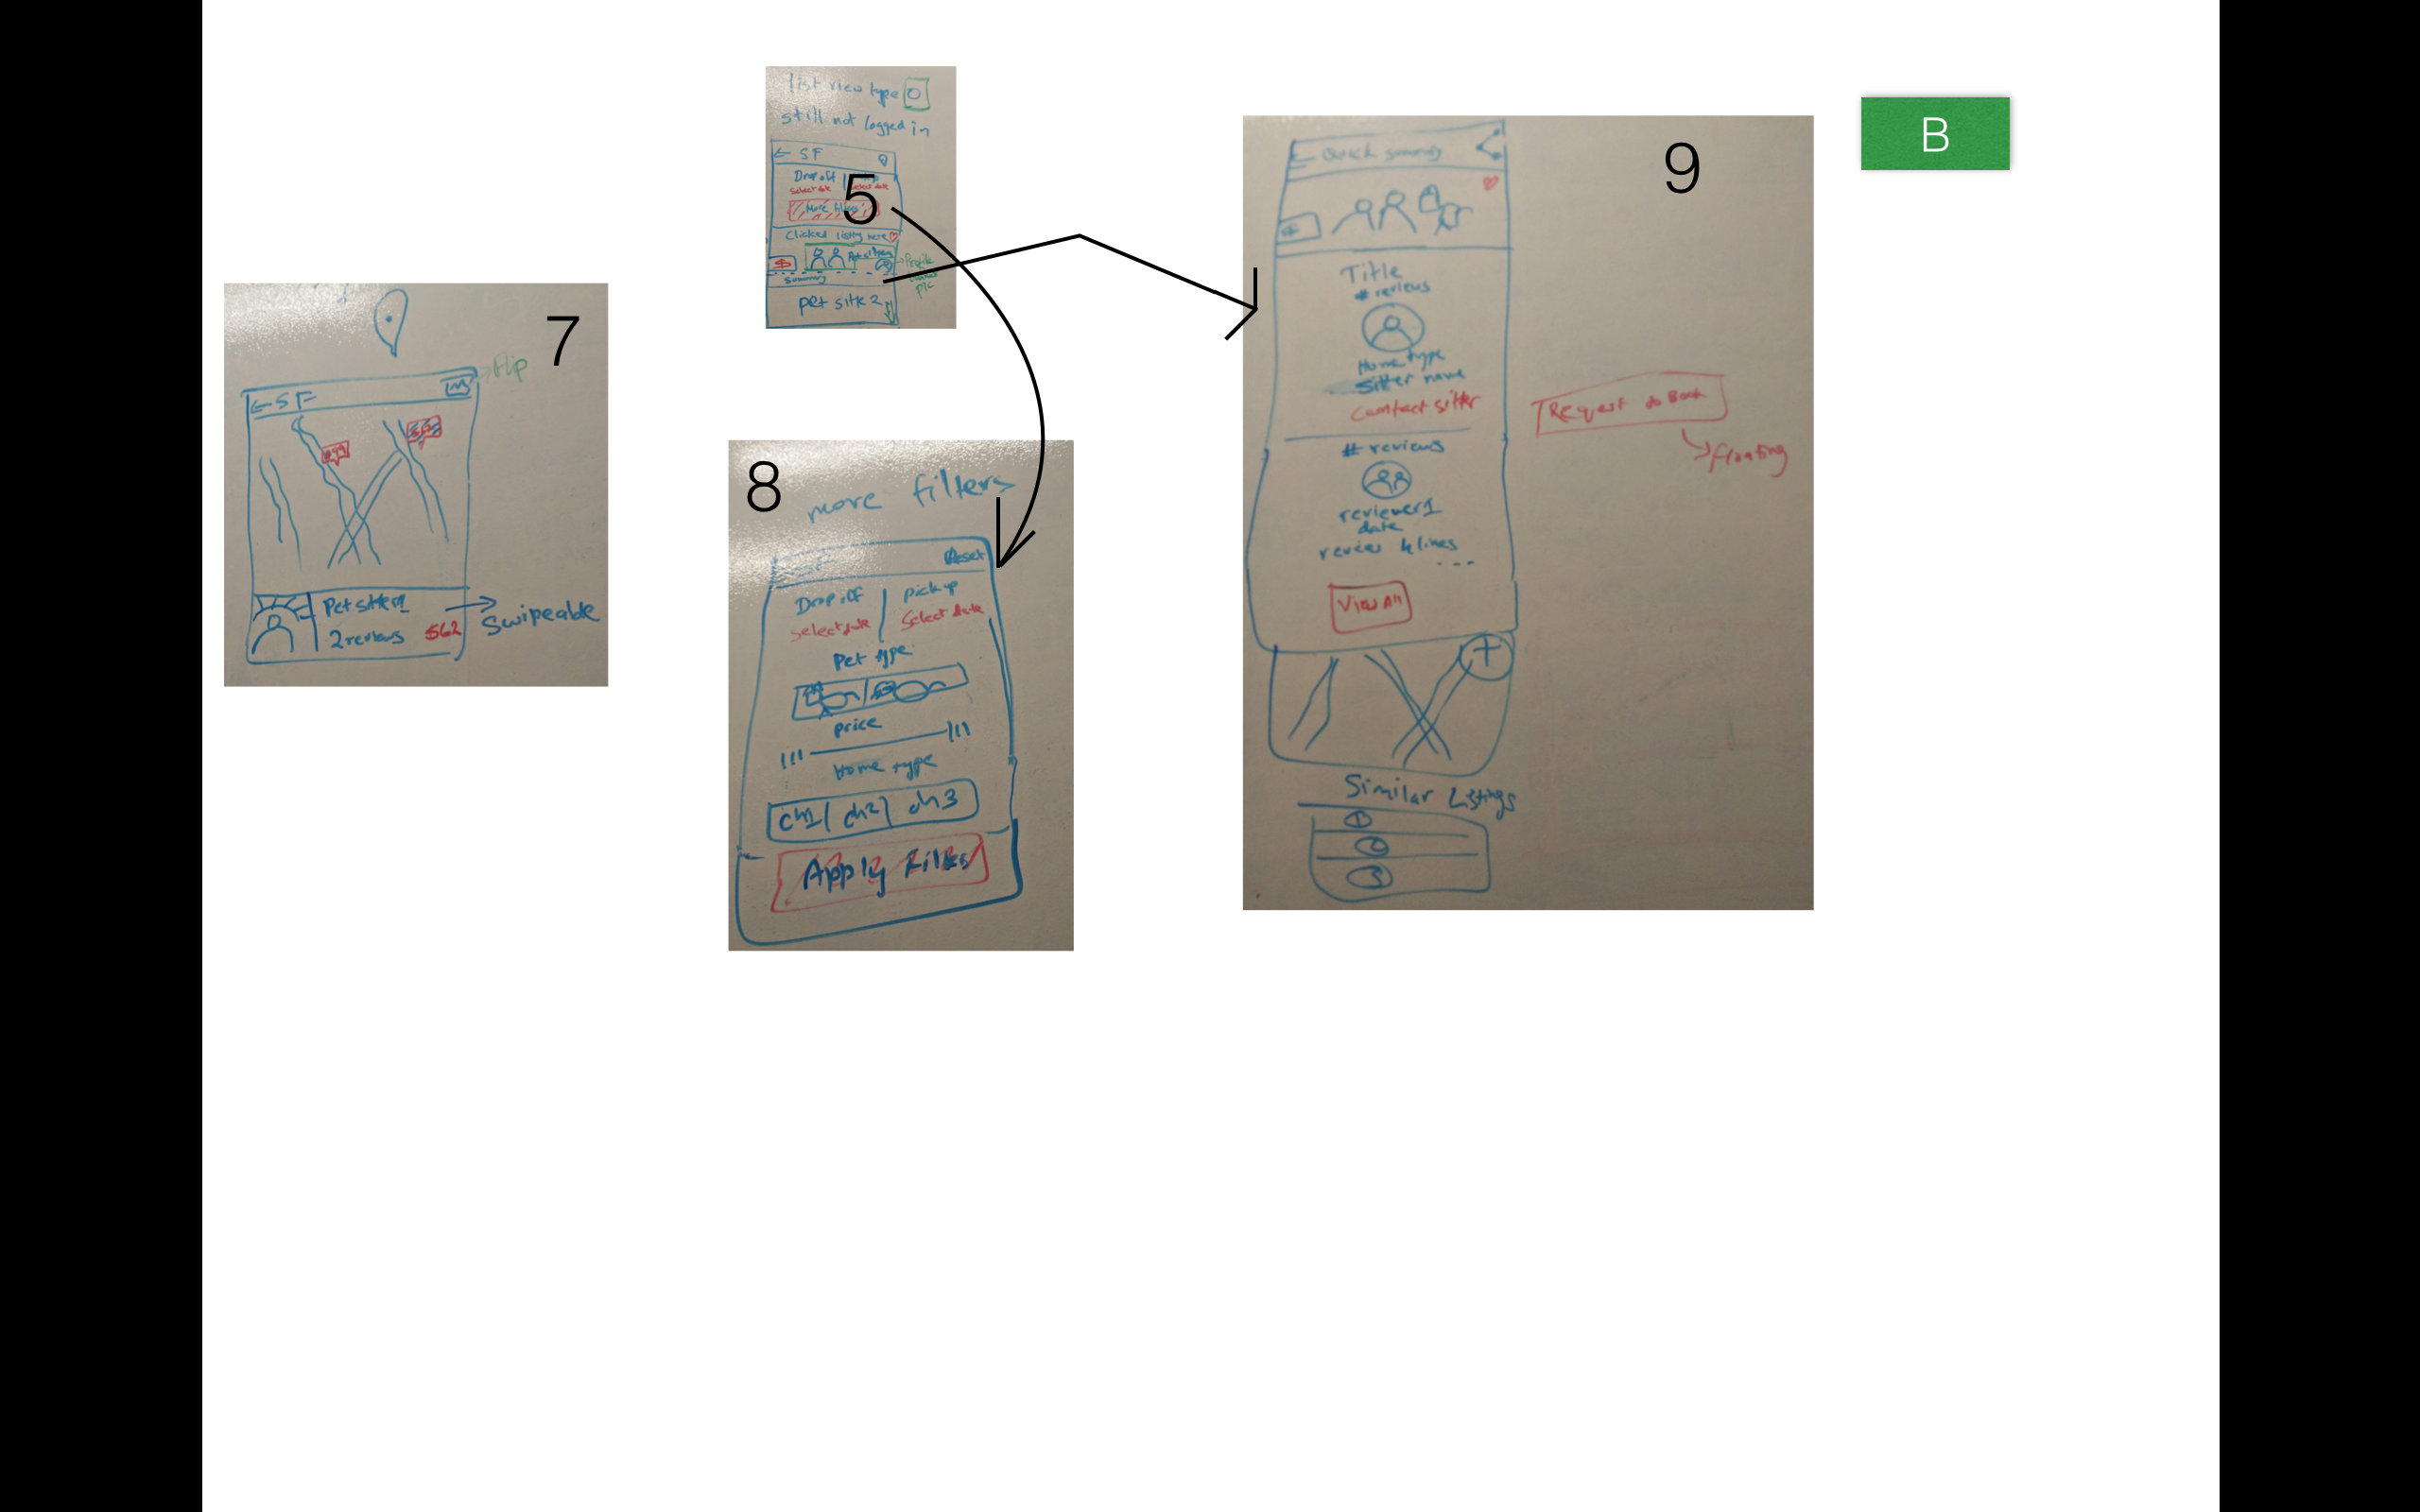 B
list view type
still not logged in
← SF
Drop off
Select date
Select date
More filters
5
Clicked listing here
$
Profile
pic
Summary
pet sitter 2
7
Flip
← SF
Pet sitter 1
2 reviews
$62
Swipeable
8
more filters
SF
Reset
Drop off
pick up
Select date
Select date
Pet type
price
Home type
ch1
ch2
ch3
Apply Filter
9
← Quick summary
Title
# reviews
Home type
Sitter name
Contact sitter
Request to Book
floating
# reviews
reviewer1
date
review 4 lines
...
View All
+
Similar Listings
1
2
3